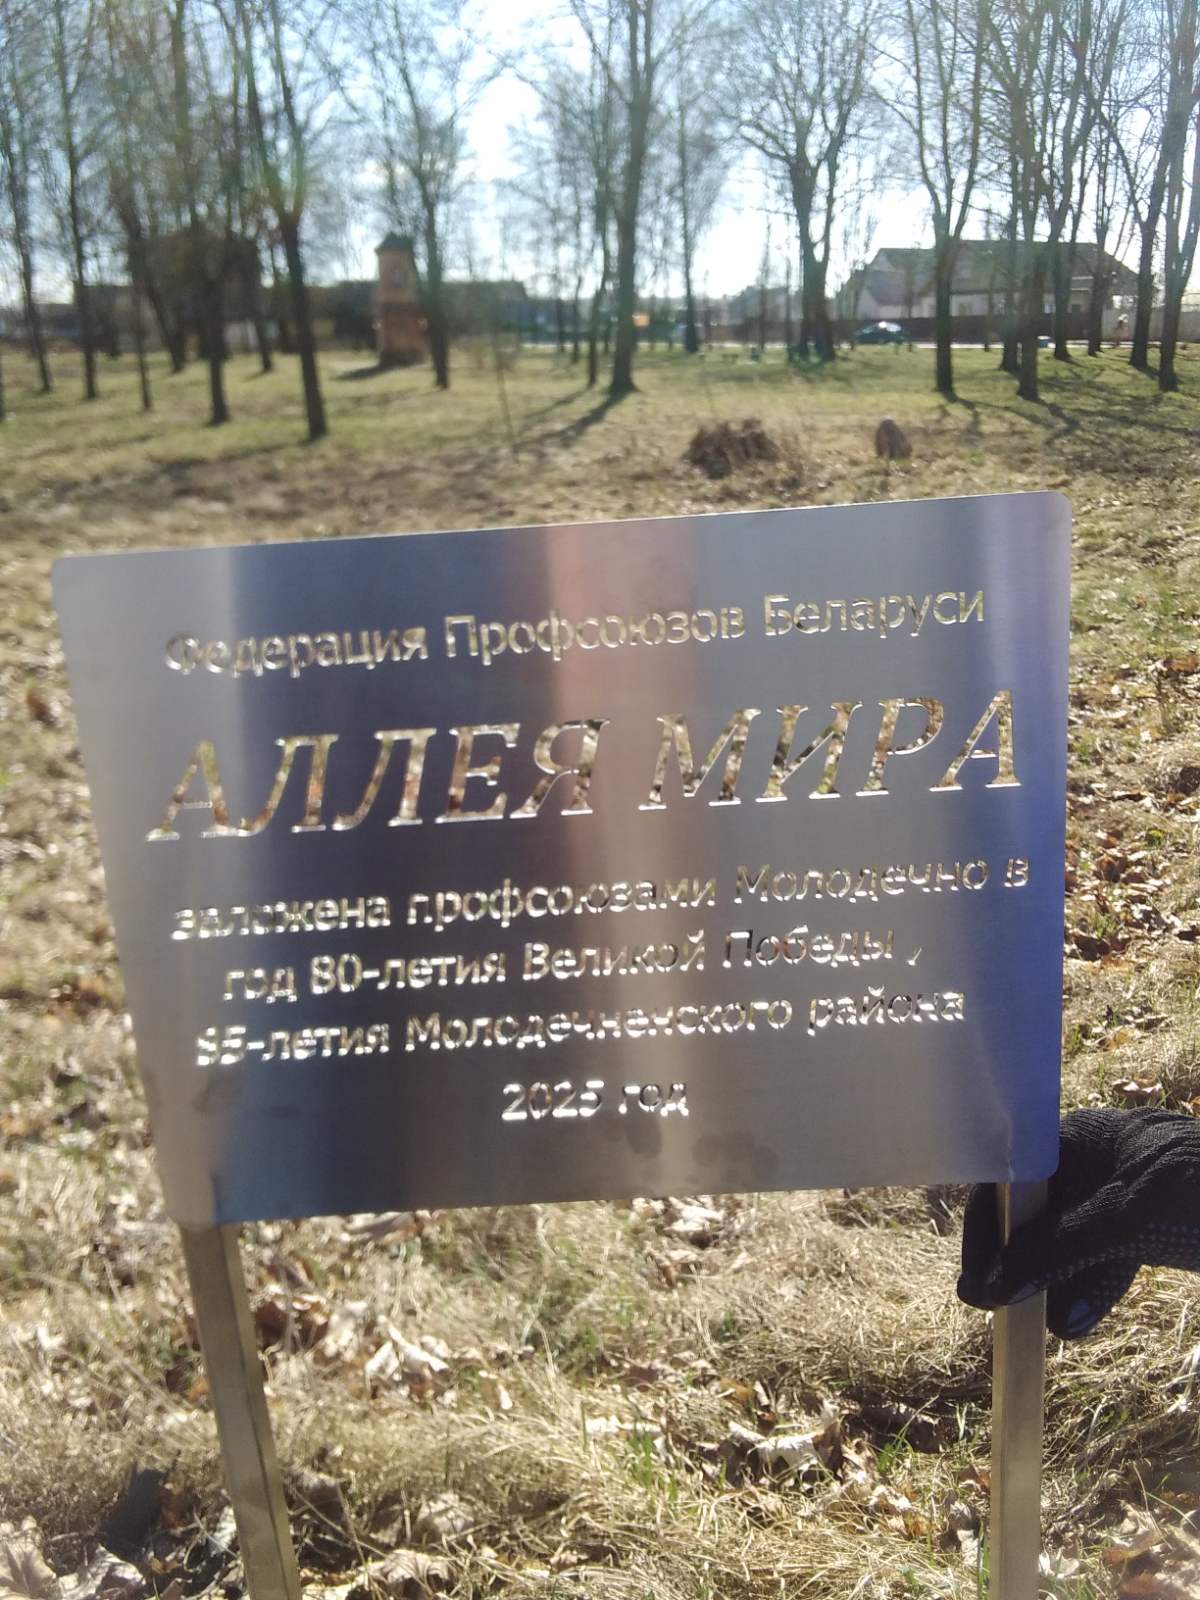 Федерация Профсоюзов Беларуси
АЛЛЕЯ МИРА
заложена профсоюзами Молодечно в
год 80-летия Великой Победы ,
85-летия Молодечненского района
2025 год